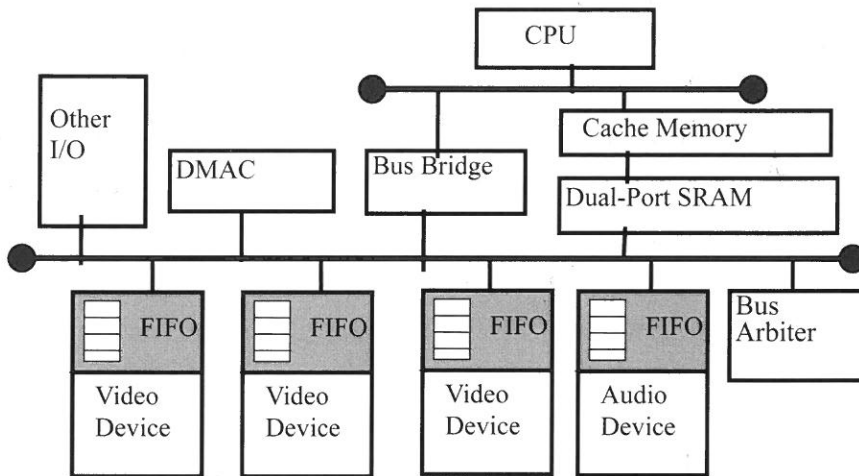 CPU
Other
I/O
Cache Memory
DMAC
Bus Bridge
Dual-Port SRAM
FIFO
FIFO
FIFO
FIFO
Bus
Arbiter
Video
Device
Video
Device
Video
Device
Audio
Device